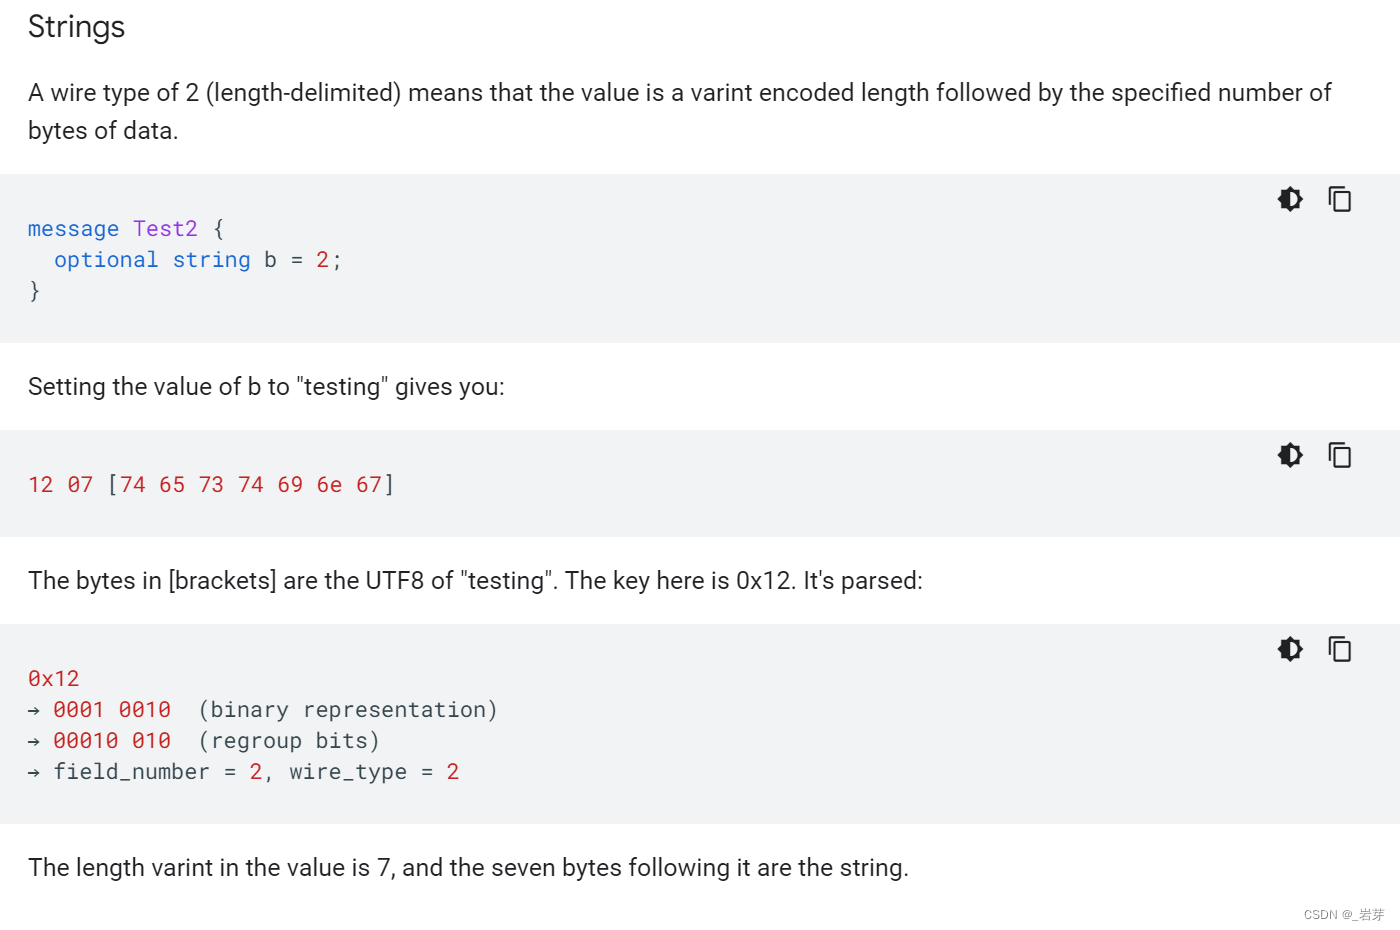 Strings
A wire type of 2 (length-delimited) means that the value is a varint encoded length followed by the specified number of
bytes of data.
message Test2 {
  optional string b = 2;
}
Setting the value of b to "testing" gives you:
12 07 [74 65 73 74 69 6e 67]
The bytes in [brackets] are the UTF8 of "testing". The key here is 0x12. It's parsed:
0x12
→ 0001 0010  (binary representation)
→ 00010 010  (regroup bits)
→ field_number = 2, wire_type = 2
The length varint in the value is 7, and the seven bytes following it are the string.
CSDN @_岩芽